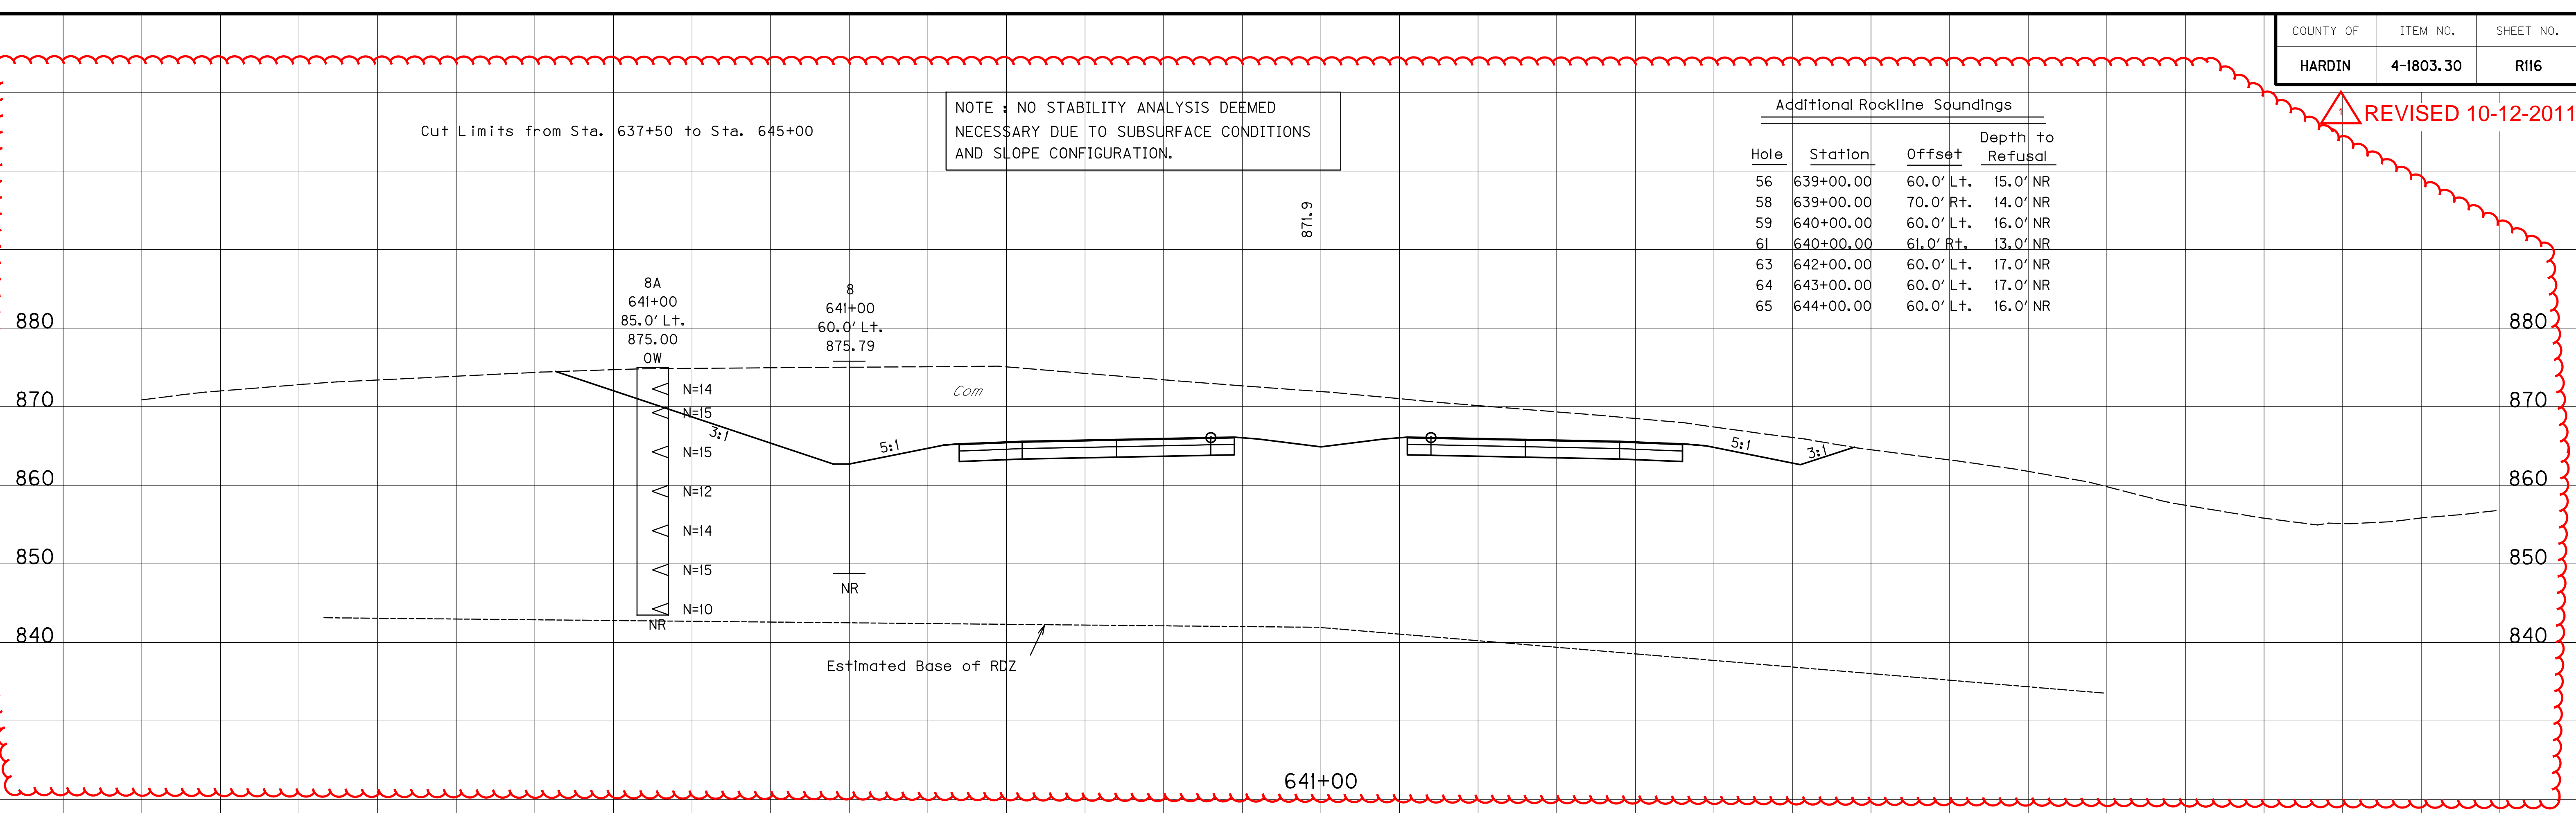 COUNTY OF ITEM NO. SHEET NO.
HARDIN 4-1803.30 R116
1 REVISED 10-12-2011
Cut Limits from Sta. 637+50 to Sta. 645+00
NOTE : NO STABILITY ANALYSIS DEEMED
NECESSARY DUE TO SUBSURFACE CONDITIONS
AND SLOPE CONFIGURATION.
Additional Rockline Soundings
Hole Station Offset Depth to Refusal
56 639+00.00 60.0' Lt. 15.0' NR
58 639+00.00 70.0' Rt. 14.0' NR
59 640+00.00 60.0' Lt. 16.0' NR
61 640+00.00 61.0' Rt. 13.0' NR
63 642+00.00 60.0' Lt. 17.0' NR
64 643+00.00 60.0' Lt. 17.0' NR
65 644+00.00 60.0' Lt. 16.0' NR
871.9
8A
641+00
85.0' Lt.
875.00
OW
8
641+00
60.0' Lt.
875.79
880 880
870 870
860 860
850 850
840 840
N=14
N=15
N=15
N=12
N=14
N=15
N=10
NR
NR
Com
3:1
5:1
5:1
3:1
Estimated Base of RDZ
641+00